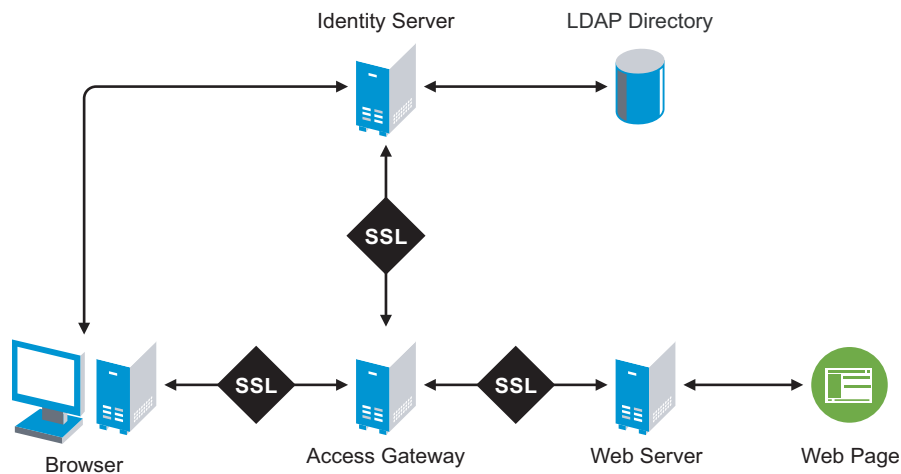 Identity Server
LDAP Directory
SSL
SSL
SSL
Browser
Access Gateway
Web Server
Web Page